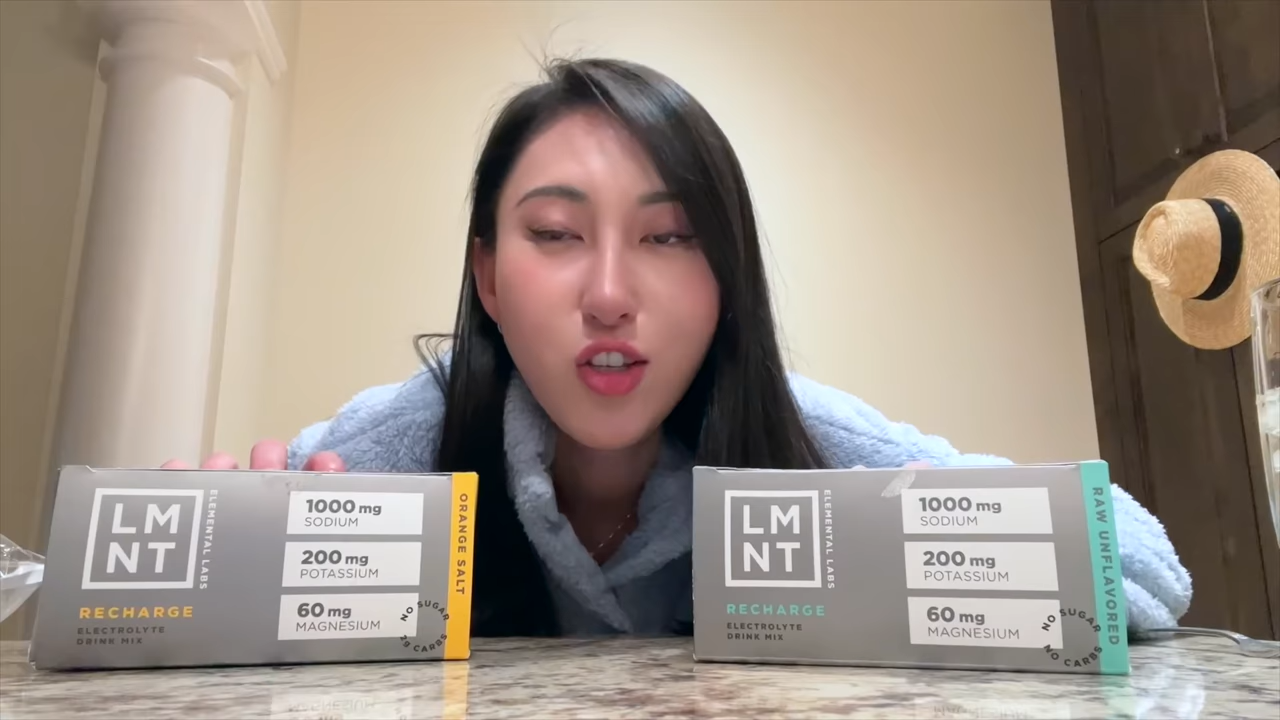 LM
NT
ELEMENTAL LABS
RECHARGE
ELECTROLYTE
DRINK MIX
1000 mg
SODIUM
200 mg
POTASSIUM
60 mg
MAGNESIUM
NO SUGAR
2g CARBS
ORANGE SALT
LM
NT
ELEMENTAL LABS
RECHARGE
ELECTROLYTE
DRINK MIX
1000 mg
SODIUM
200 mg
POTASSIUM
60 mg
MAGNESIUM
NO SUGAR
NO CARBS
RAW UNFLAVORED